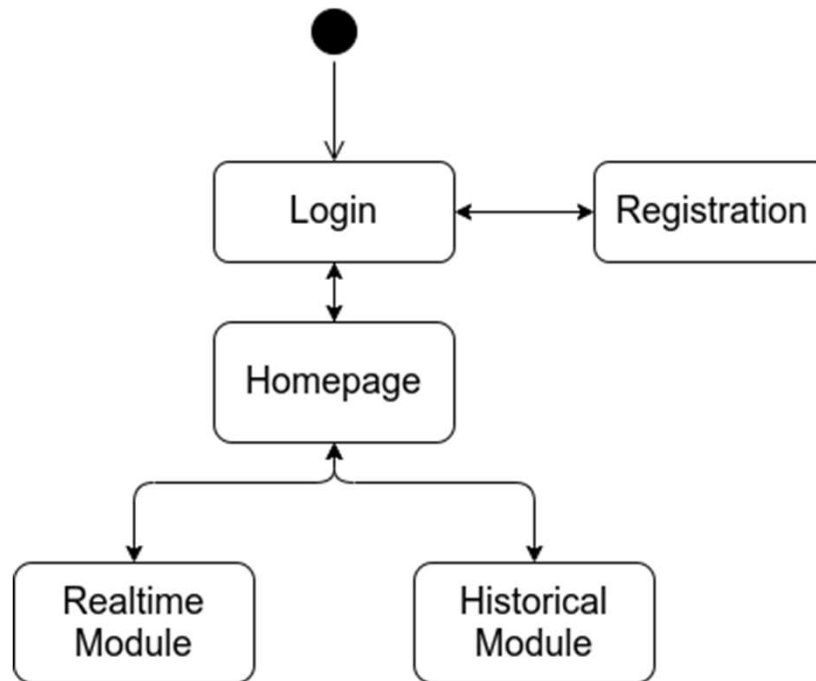 Login
Registration
Homepage
Realtime
Module
Historical
Module